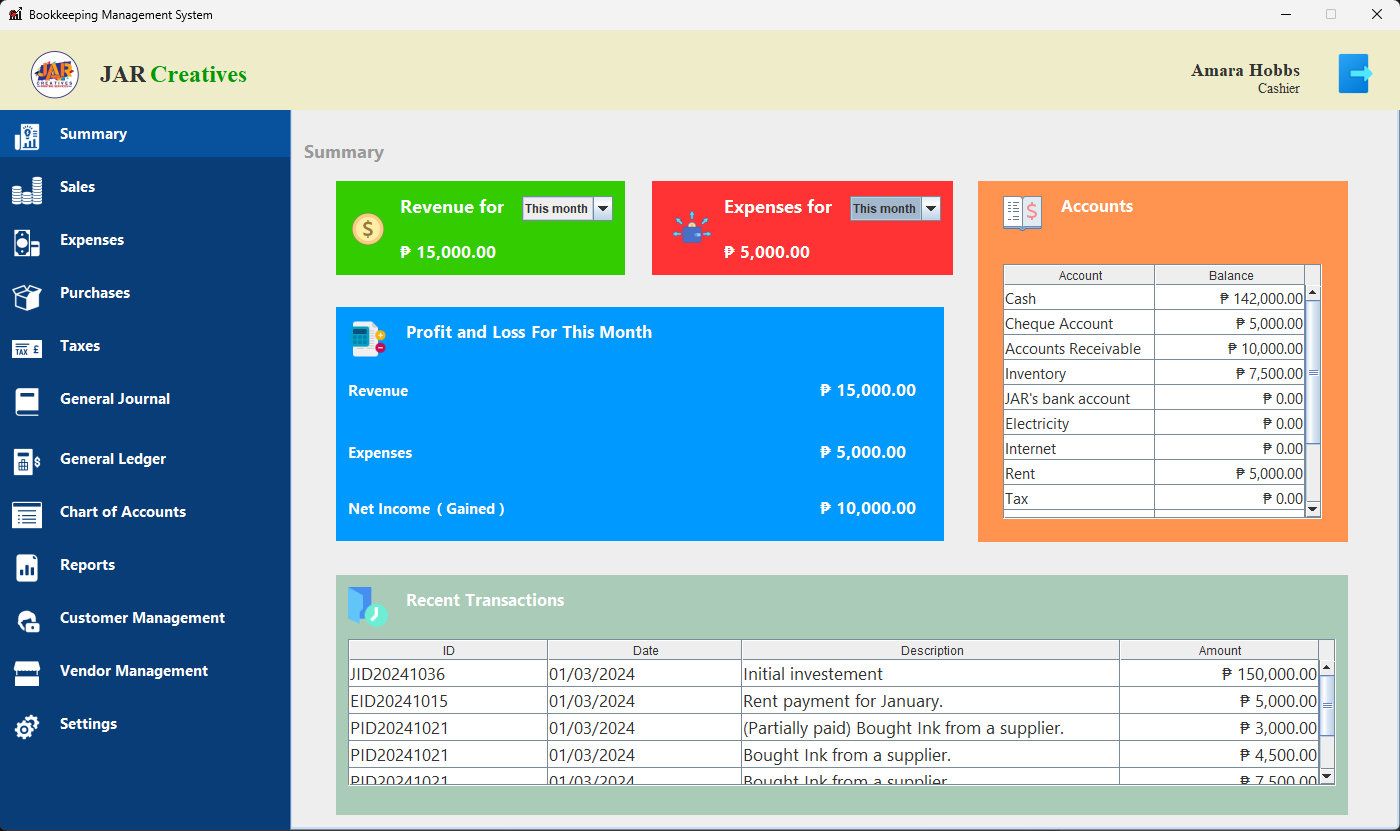 Bookkeeping Management System
JAR CREATIVES
JAR Creatives
Amara Hobbs
Cashier
Summary
Sales
Expenses
Purchases
TAX £
Taxes
General Journal
General Ledger
Chart of Accounts
Reports
Customer Management
Vendor Management
Settings
Summary
Revenue for This month
₱ 15,000.00
Expenses for This month
₱ 5,000.00
Profit and Loss For This Month
Revenue ₱ 15,000.00
Expenses ₱ 5,000.00
Net Income ( Gained ) ₱ 10,000.00
Accounts
Account Balance
Cash ₱ 142,000.00
Cheque Account ₱ 5,000.00
Accounts Receivable ₱ 10,000.00
Inventory ₱ 7,500.00
JAR's bank account ₱ 0.00
Electricity ₱ 0.00
Internet ₱ 0.00
Rent ₱ 5,000.00
Tax ₱ 0.00
Recent Transactions
ID Date Description Amount
JID20241036 01/03/2024 Initial investement ₱ 150,000.00
EID20241015 01/03/2024 Rent payment for January. ₱ 5,000.00
PID20241021 01/03/2024 (Partially paid) Bought Ink from a supplier. ₱ 3,000.00
PID20241021 01/03/2024 Bought Ink from a supplier. ₱ 4,500.00
PID20241021 01/03/2024 Bought Ink from a supplier. ₱ 7,500.00